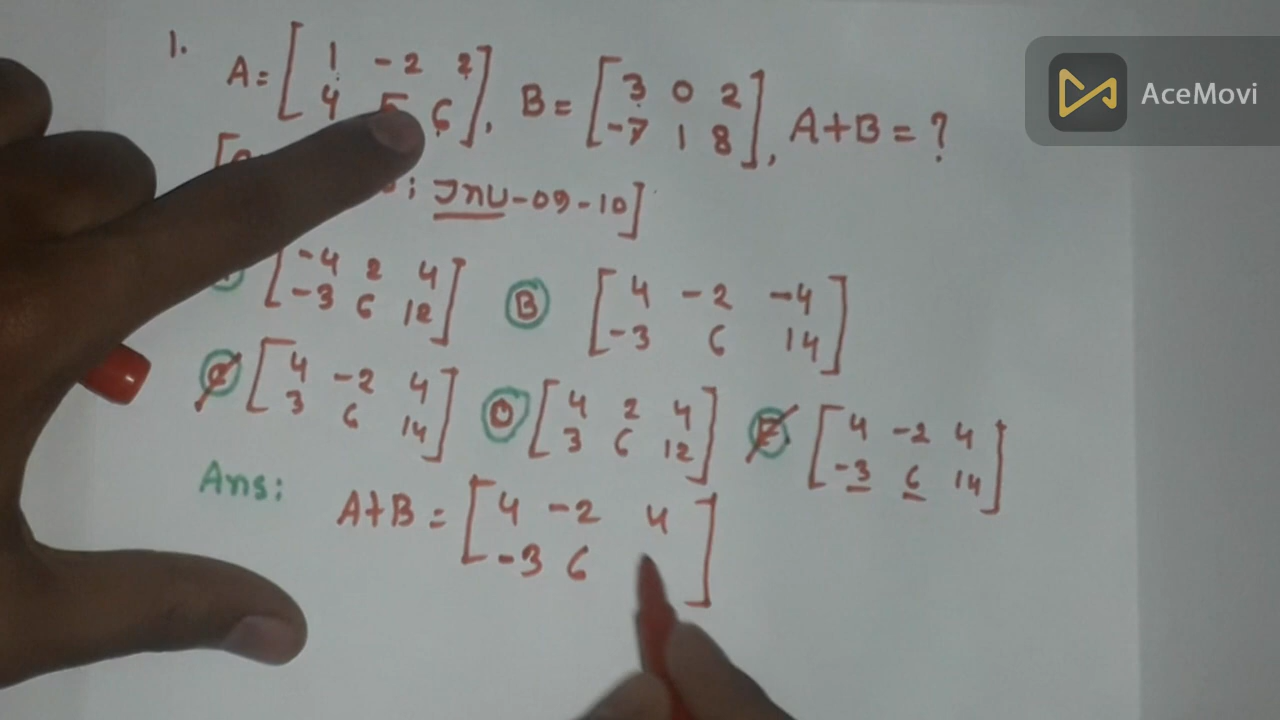 1. A = [ 1 -2 2 ], B = [ 3 0 2 ], A+B = ?
[ 4 5 6 ] [ -7 1 8 ]
: JnU-09-10]
[ -4 2 4 ] (B) [ 4 -2 -4 ]
[ -3 6 12 ] [ -3 6 14 ]
(C) [ 4 -2 4 ] (D) [ 4 2 4 ] (E) [ 4 -2 4 ]
[ 3 6 14 ] [ 3 6 12 ] [ -3 6 14 ]
Ans: A+B = [ 4 -2 4 ]
[ -3 6 ]
AceMovi